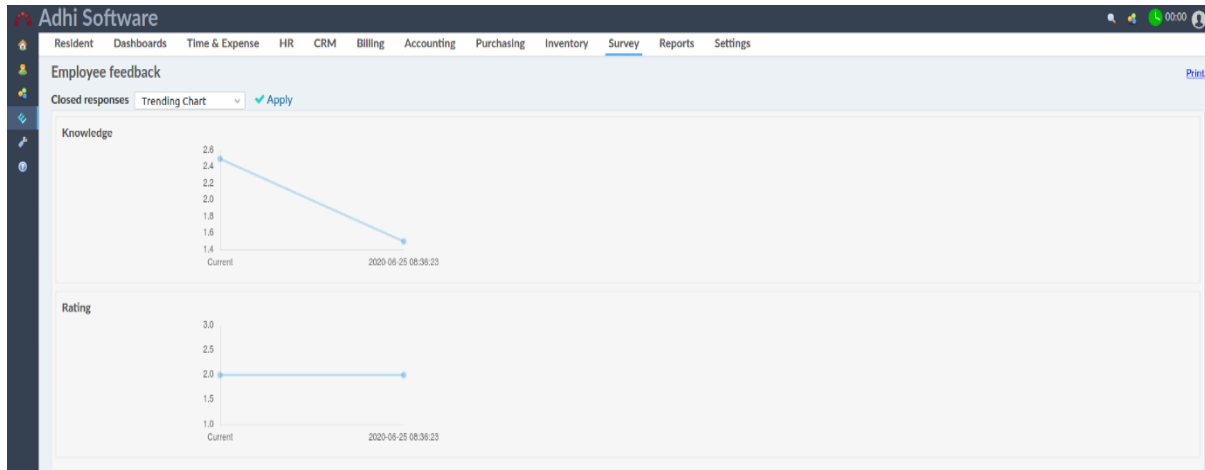 Adhi Software 00:00
Resident Dashboards Time & Expense HR CRM Billing Accounting Purchasing Inventory Survey Reports Settings
Employee feedback
Print
Closed responses Trending Chart Apply
Knowledge
2.6
2.4
2.2
2.0
1.8
1.6
1.4
Current 2020-06-25 08:36:23
Rating
3.0
2.5
2.0
1.5
1.0
Current 2020-06-25 08:36:23